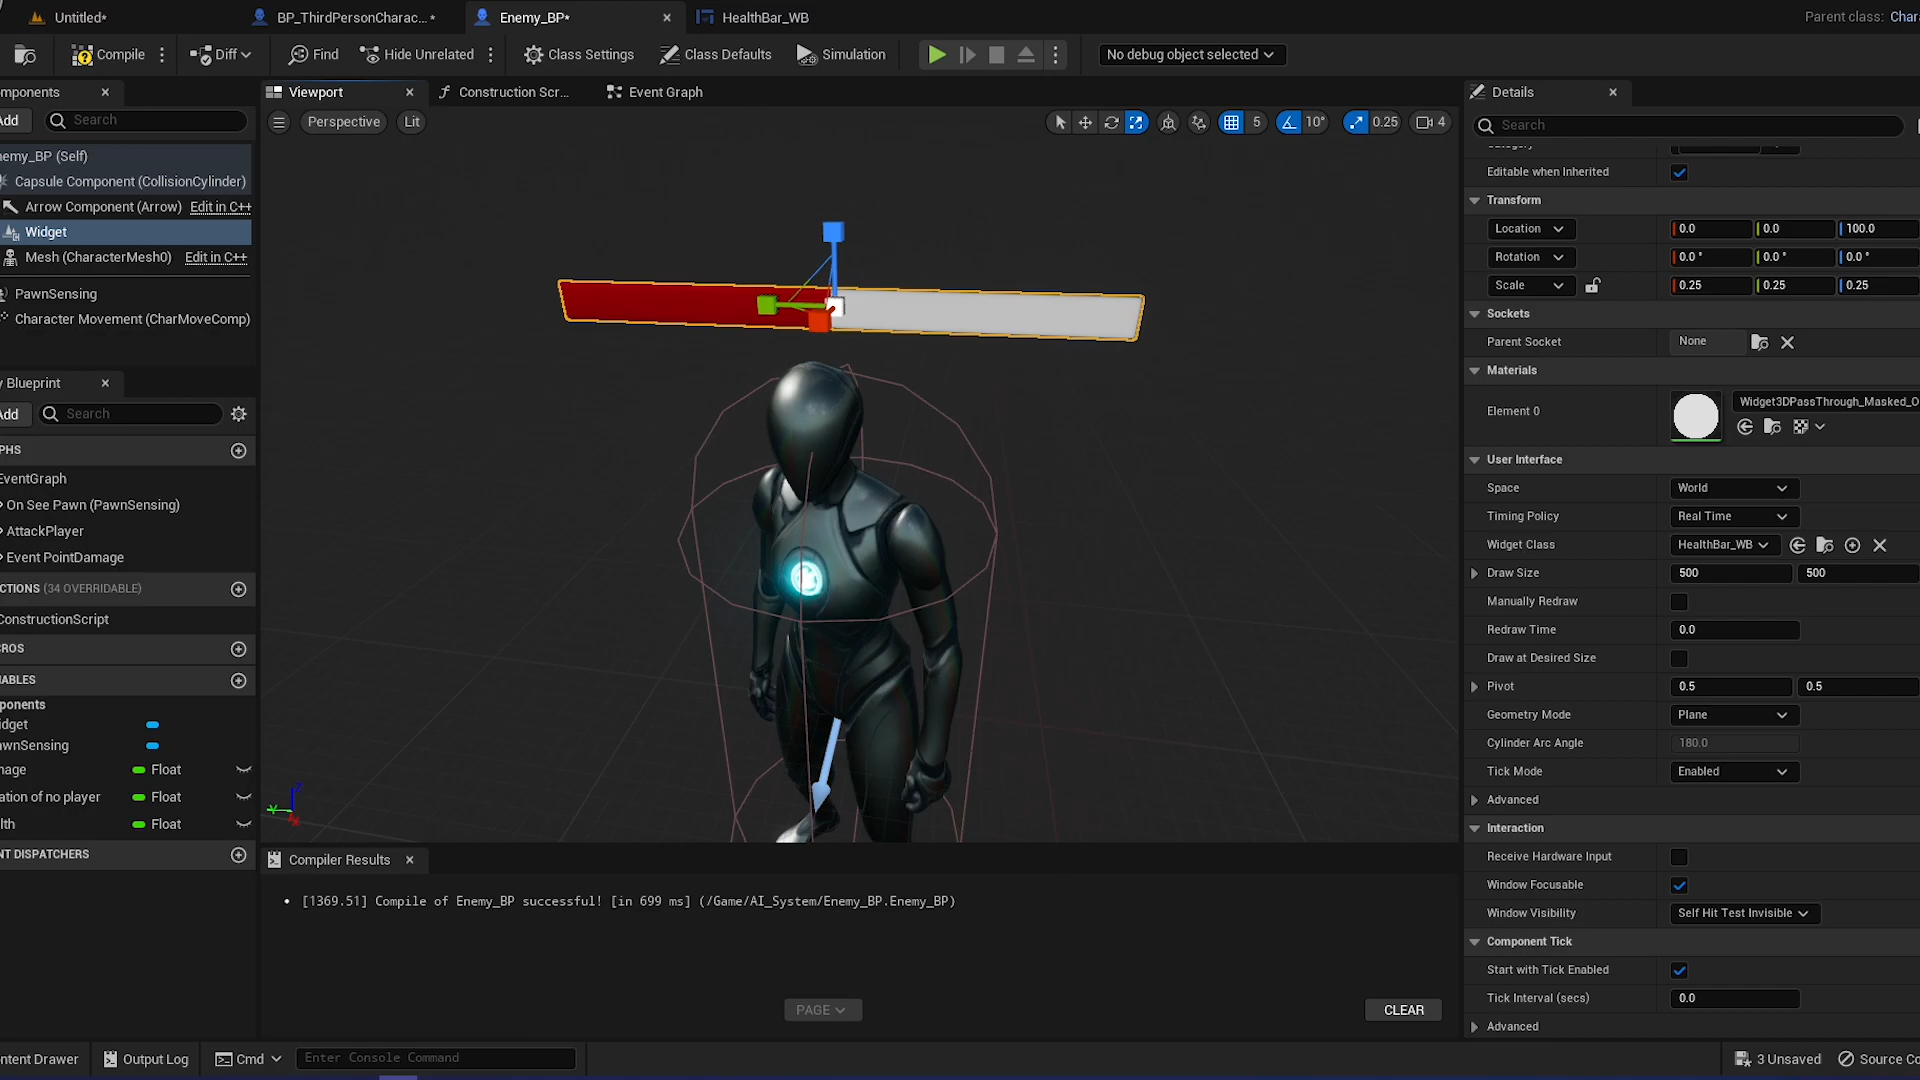 Untitled*
BP_ThirdPersonCharac...*
Enemy_BP*
HealthBar_WB
Parent class: Chara
Compile
Diff
Find
Hide Unrelated
Class Settings
Class Defaults
Simulation
No debug object selected
mponents
Viewport
Construction Scr...
Event Graph
Details
Add
Search
Perspective
Lit
5
10°
0.25
4
Search
nemy_BP (Self)
Capsule Component (CollisionCylinder)
Arrow Component (Arrow) Edit in C++
Widget
Mesh (CharacterMesh0) Edit in C++
PawnSensing
Character Movement (CharMoveComp)
y Blueprint
Add
Search
PHS
EventGraph
On See Pawn (PawnSensing)
AttackPlayer
Event PointDamage
CTIONS (34 OVERRIDABLE)
ConstructionScript
CROS
IABLES
ponents
idget
awnSensing
mage Float
ation of no player Float
lth Float
NT DISPATCHERS
Editable when Inherited
Transform
Location 0.0 0.0 100.0
Rotation 0.0 ° 0.0 ° 0.0 °
Scale 0.25 0.25 0.25
Sockets
Parent Socket None
Materials
Element 0 Widget3DPassThrough_Masked_O
User Interface
Space World
Timing Policy Real Time
Widget Class HealthBar_WB
Draw Size 500 500
Manually Redraw
Redraw Time 0.0
Draw at Desired Size
Pivot 0.5 0.5
Geometry Mode Plane
Cylinder Arc Angle 180.0
Tick Mode Enabled
Advanced
Interaction
Receive Hardware Input
Window Focusable
Window Visibility Self Hit Test Invisible
Component Tick
Start with Tick Enabled
Tick Interval (secs) 0.0
Advanced
Compiler Results
• [1369.51] Compile of Enemy_BP successful! [in 699 ms] (/Game/AI_System/Enemy_BP.Enemy_BP)
PAGE
CLEAR
ntent Drawer
Output Log
Cmd
Enter Console Command
3 Unsaved
Source Co